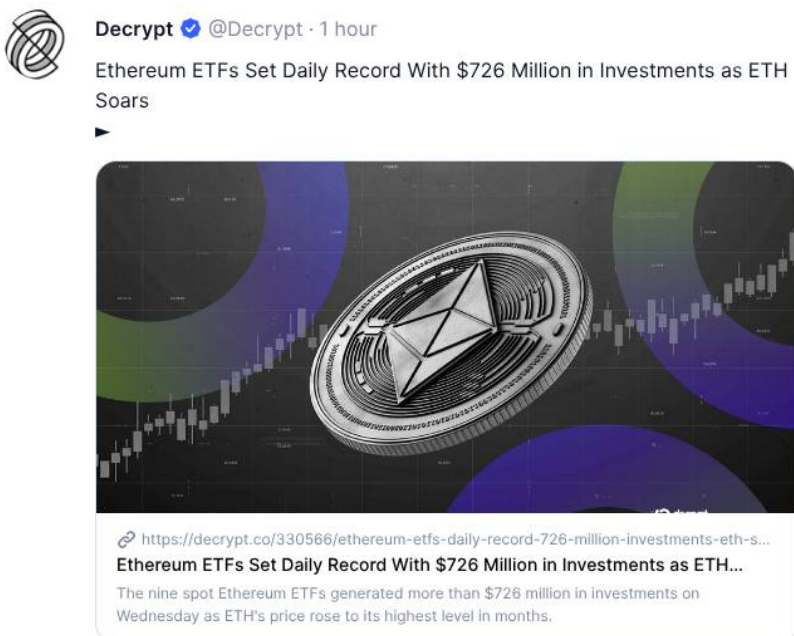 Decrypt @Decrypt · 1 hour
Ethereum ETFs Set Daily Record With $726 Million in Investments as ETH
Soars
►
https://decrypt.co/330566/ethereum-etfs-daily-record-726-million-investments-eth-s...
Ethereum ETFs Set Daily Record With $726 Million in Investments as ETH...
The nine spot Ethereum ETFs generated more than $726 million in investments on
Wednesday as ETH's price rose to its highest level in months.